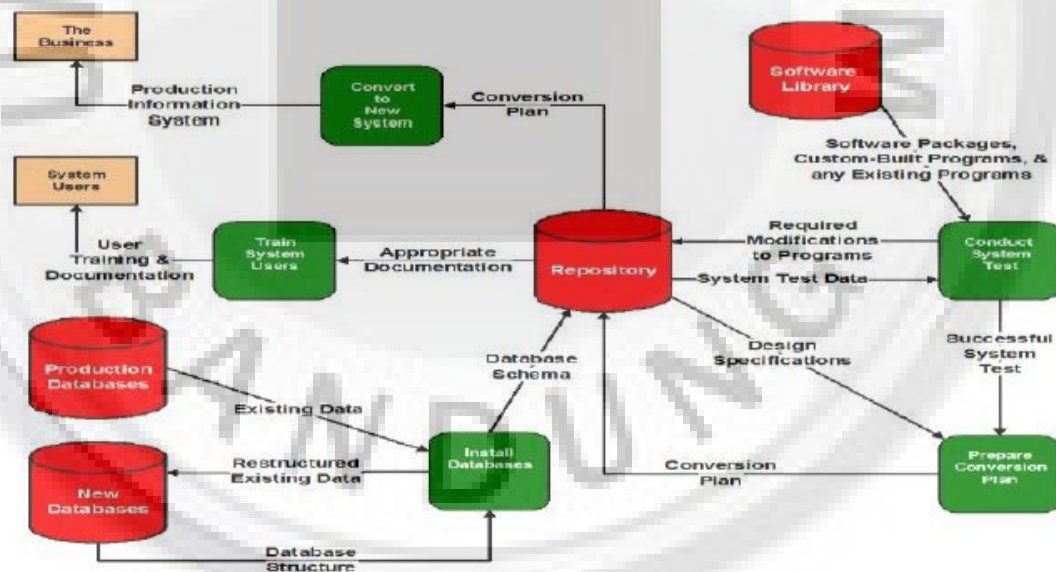 The
Business
Production
Information
System
Convert
to
New
System
Conversion
Plan
Software
Library
Software Packages,
Custom-Built Programs, &
any Existing Programs
System
Users
User
Training &
Documentation
Train
System
Users
Appropriate
Documentation
Repository
Required
Modifications
to Programs
System Test Data
Conduct
System
Test
Successful
System
Test
Design
Specifications
Database
Schema
Production
Databases
Existing Data
Install
Databases
Restructured
Existing Data
New
Databases
Database
Structure
Conversion
Plan
Prepare
Conversion
Plan
BANDUNG